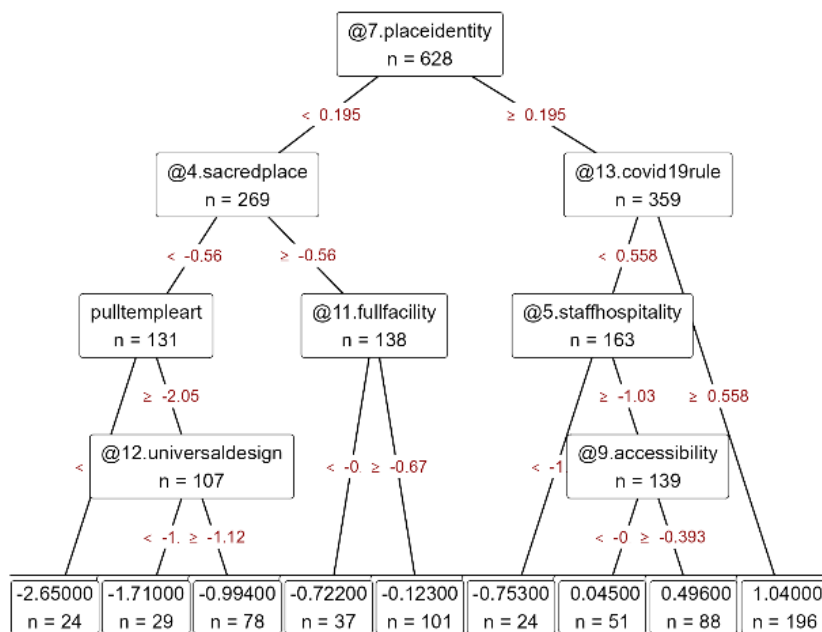 @7.placeidentity
n = 628
< 0.195
≥ 0.195
@4.sacredplace
n = 269
@13.covid19rule
n = 359
< -0.56
≥ -0.56
< 0.558
pulltempleart
n = 131
@11.fullfacility
n = 138
@5.staffhospitality
n = 163
≥ -2.05
≥ -1.03
≥ 0.558
@12.universaldesign
n = 107
@9.accessibility
n = 139
<
< -0.
≥ -0.67
< -1.
< -1.
≥ -1.12
< -0
≥ -0.393
-2.65000
n = 24
-1.71000
n = 29
-0.99400
n = 78
-0.72200
n = 37
-0.12300
n = 101
-0.75300
n = 24
0.04500
n = 51
0.49600
n = 88
1.04000
n = 196